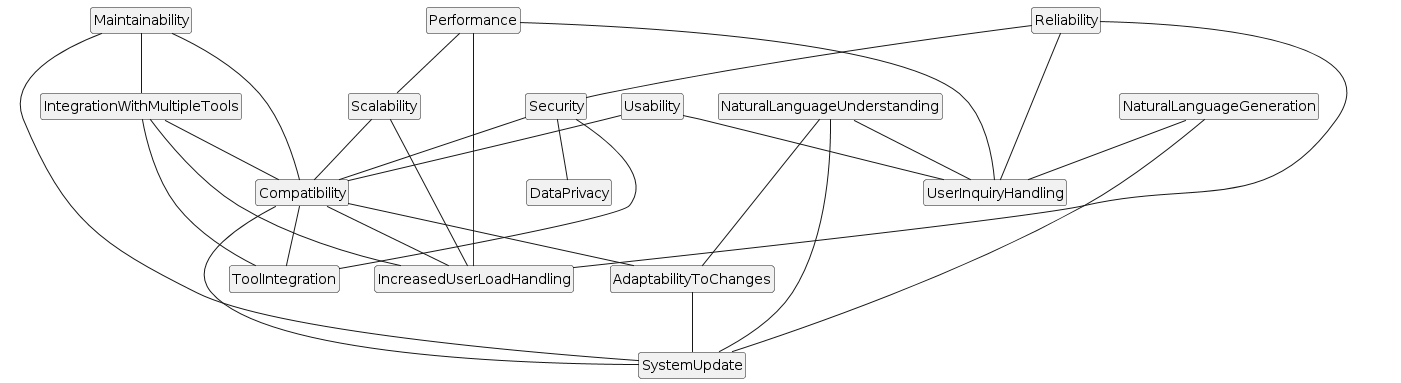 Maintainability
Performance
Reliability
IntegrationWithMultipleTools
Scalability
Security
Usability
NaturalLanguageUnderstanding
NaturalLanguageGeneration
Compatibility
DataPrivacy
UserInquiryHandling
ToolIntegration
IncreasedUserLoadHandling
AdaptabilityToChanges
SystemUpdate